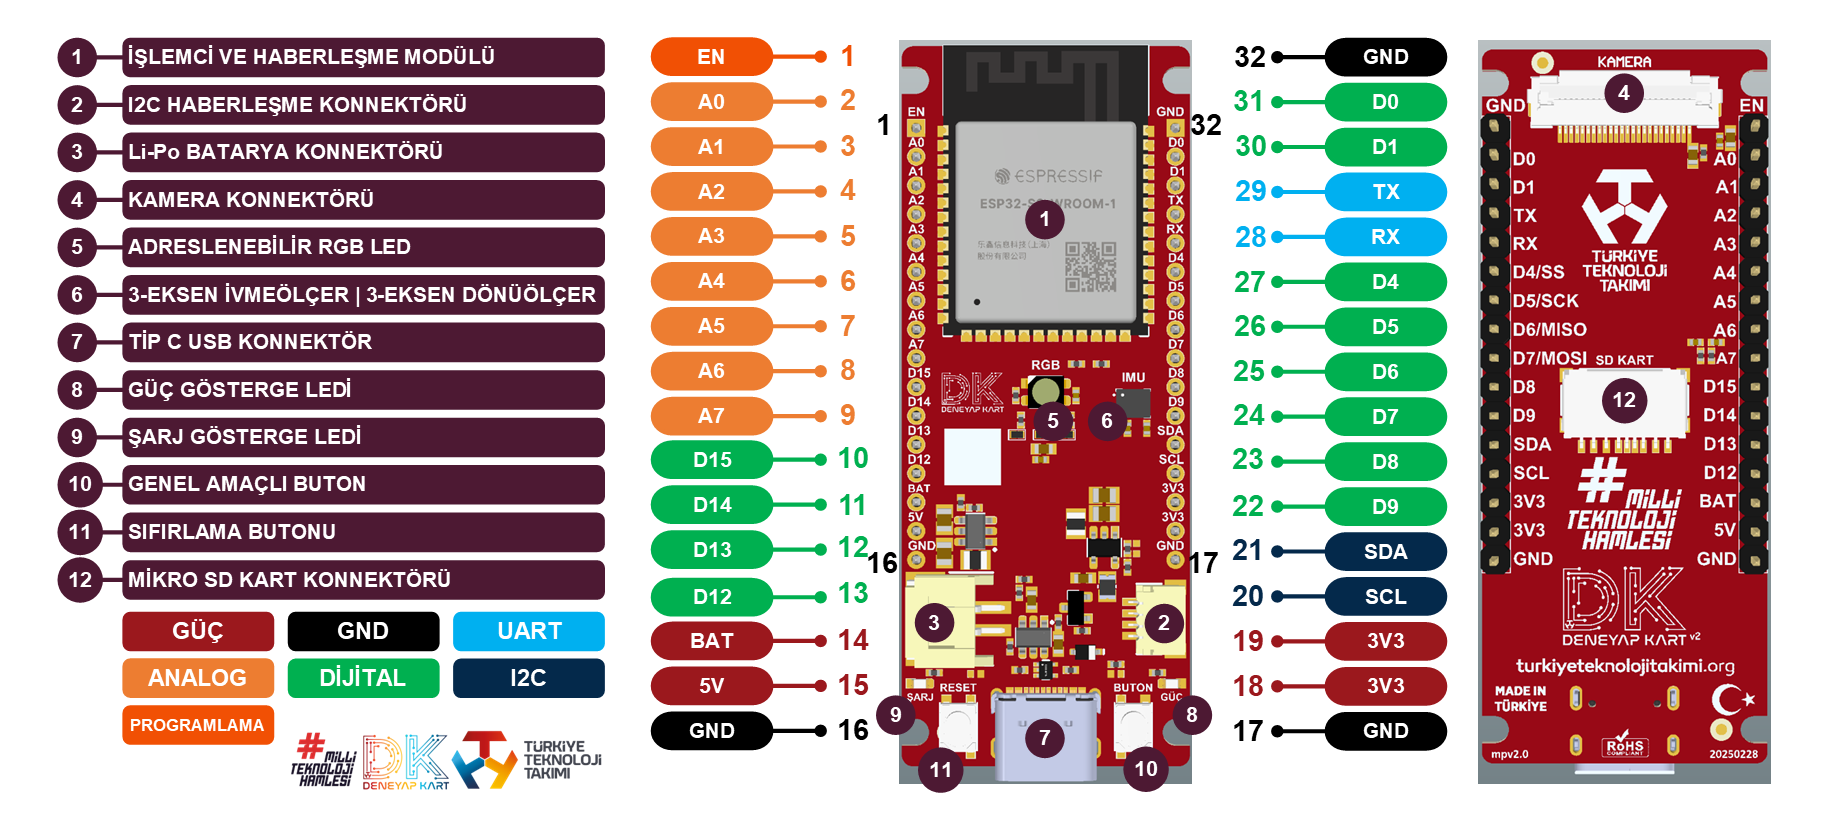 1 İŞLEMCİ VE HABERLEŞME MODÜLÜ
2 I2C HABERLEŞME KONNEKTÖRÜ
3 Li-Po BATARYA KONNEKTÖRÜ
4 KAMERA KONNEKTÖRÜ
5 ADRESLENEBİLİR RGB LED
6 3-EKSEN İVMEÖLÇER | 3-EKSEN DÖNÜÖLÇER
7 TİP C USB KONNEKTÖR
8 GÜÇ GÖSTERGE LEDİ
9 ŞARJ GÖSTERGE LEDİ
10 GENEL AMAÇLI BUTON
11 SIFIRLAMA BUTONU
12 MİKRO SD KART KONNEKTÖRÜ
GÜÇ GND UART
ANALOG DİJİTAL I2C
PROGRAMLAMA
#MİLLİ
TEKNOLOJİ
HAMLESİ
DK
DENEYAP KART
TÜRKİYE
TEKNOLOJİ
TAKIMI
EN 1
A0 2
A1 3
A2 4
A3 5
A4 6
A5 7
A6 8
A7 9
D15 10
D14 11
D13 12
D12 13
BAT 14
5V 15
GND 16
1
16
EN
A0
A1
A2
A3
A4
A5
A6
A7
D15
D14
D13
D12
BAT
5V
GND
ESPRESSIF
ESP32-S3-WROOM-1
乐鑫信息科技(上海)
股份有限公司
1
RGB
IMU
DK
DENEYAP KART
5
6
3
2
ŞARJ
RESET
BUTON
GÜÇ
9
11
7
10
8
GND
D0
D1
TX
RX
D4
D5
D6
D7
D8
D9
SDA
SCL
3V3
3V3
GND
32
17
32 GND
31 D0
30 D1
29 TX
28 RX
27 D4
26 D5
25 D6
24 D7
23 D8
22 D9
21 SDA
20 SCL
19 3V3
18 3V3
17 GND
KAMERA
4
GND
D0
D1
TX
RX
D4/SS
D5/SCK
D6/MISO
D7/MOSI
D8
D9
SDA
SCL
3V3
3V3
GND
TÜRKİYE
TEKNOLOJİ
TAKIMI
SD KART
12
EN
A0
A1
A2
A3
A4
A5
A6
A7
D15
D14
D13
D12
BAT
5V
GND
#MİLLİ
TEKNOLOJİ
HAMLESİ
DK
DENEYAP KART v2
turkiyeteknolojitakimi.org
MADE IN
TÜRKİYE
mpv2.0
RoHS
COMPLIANT
20250228